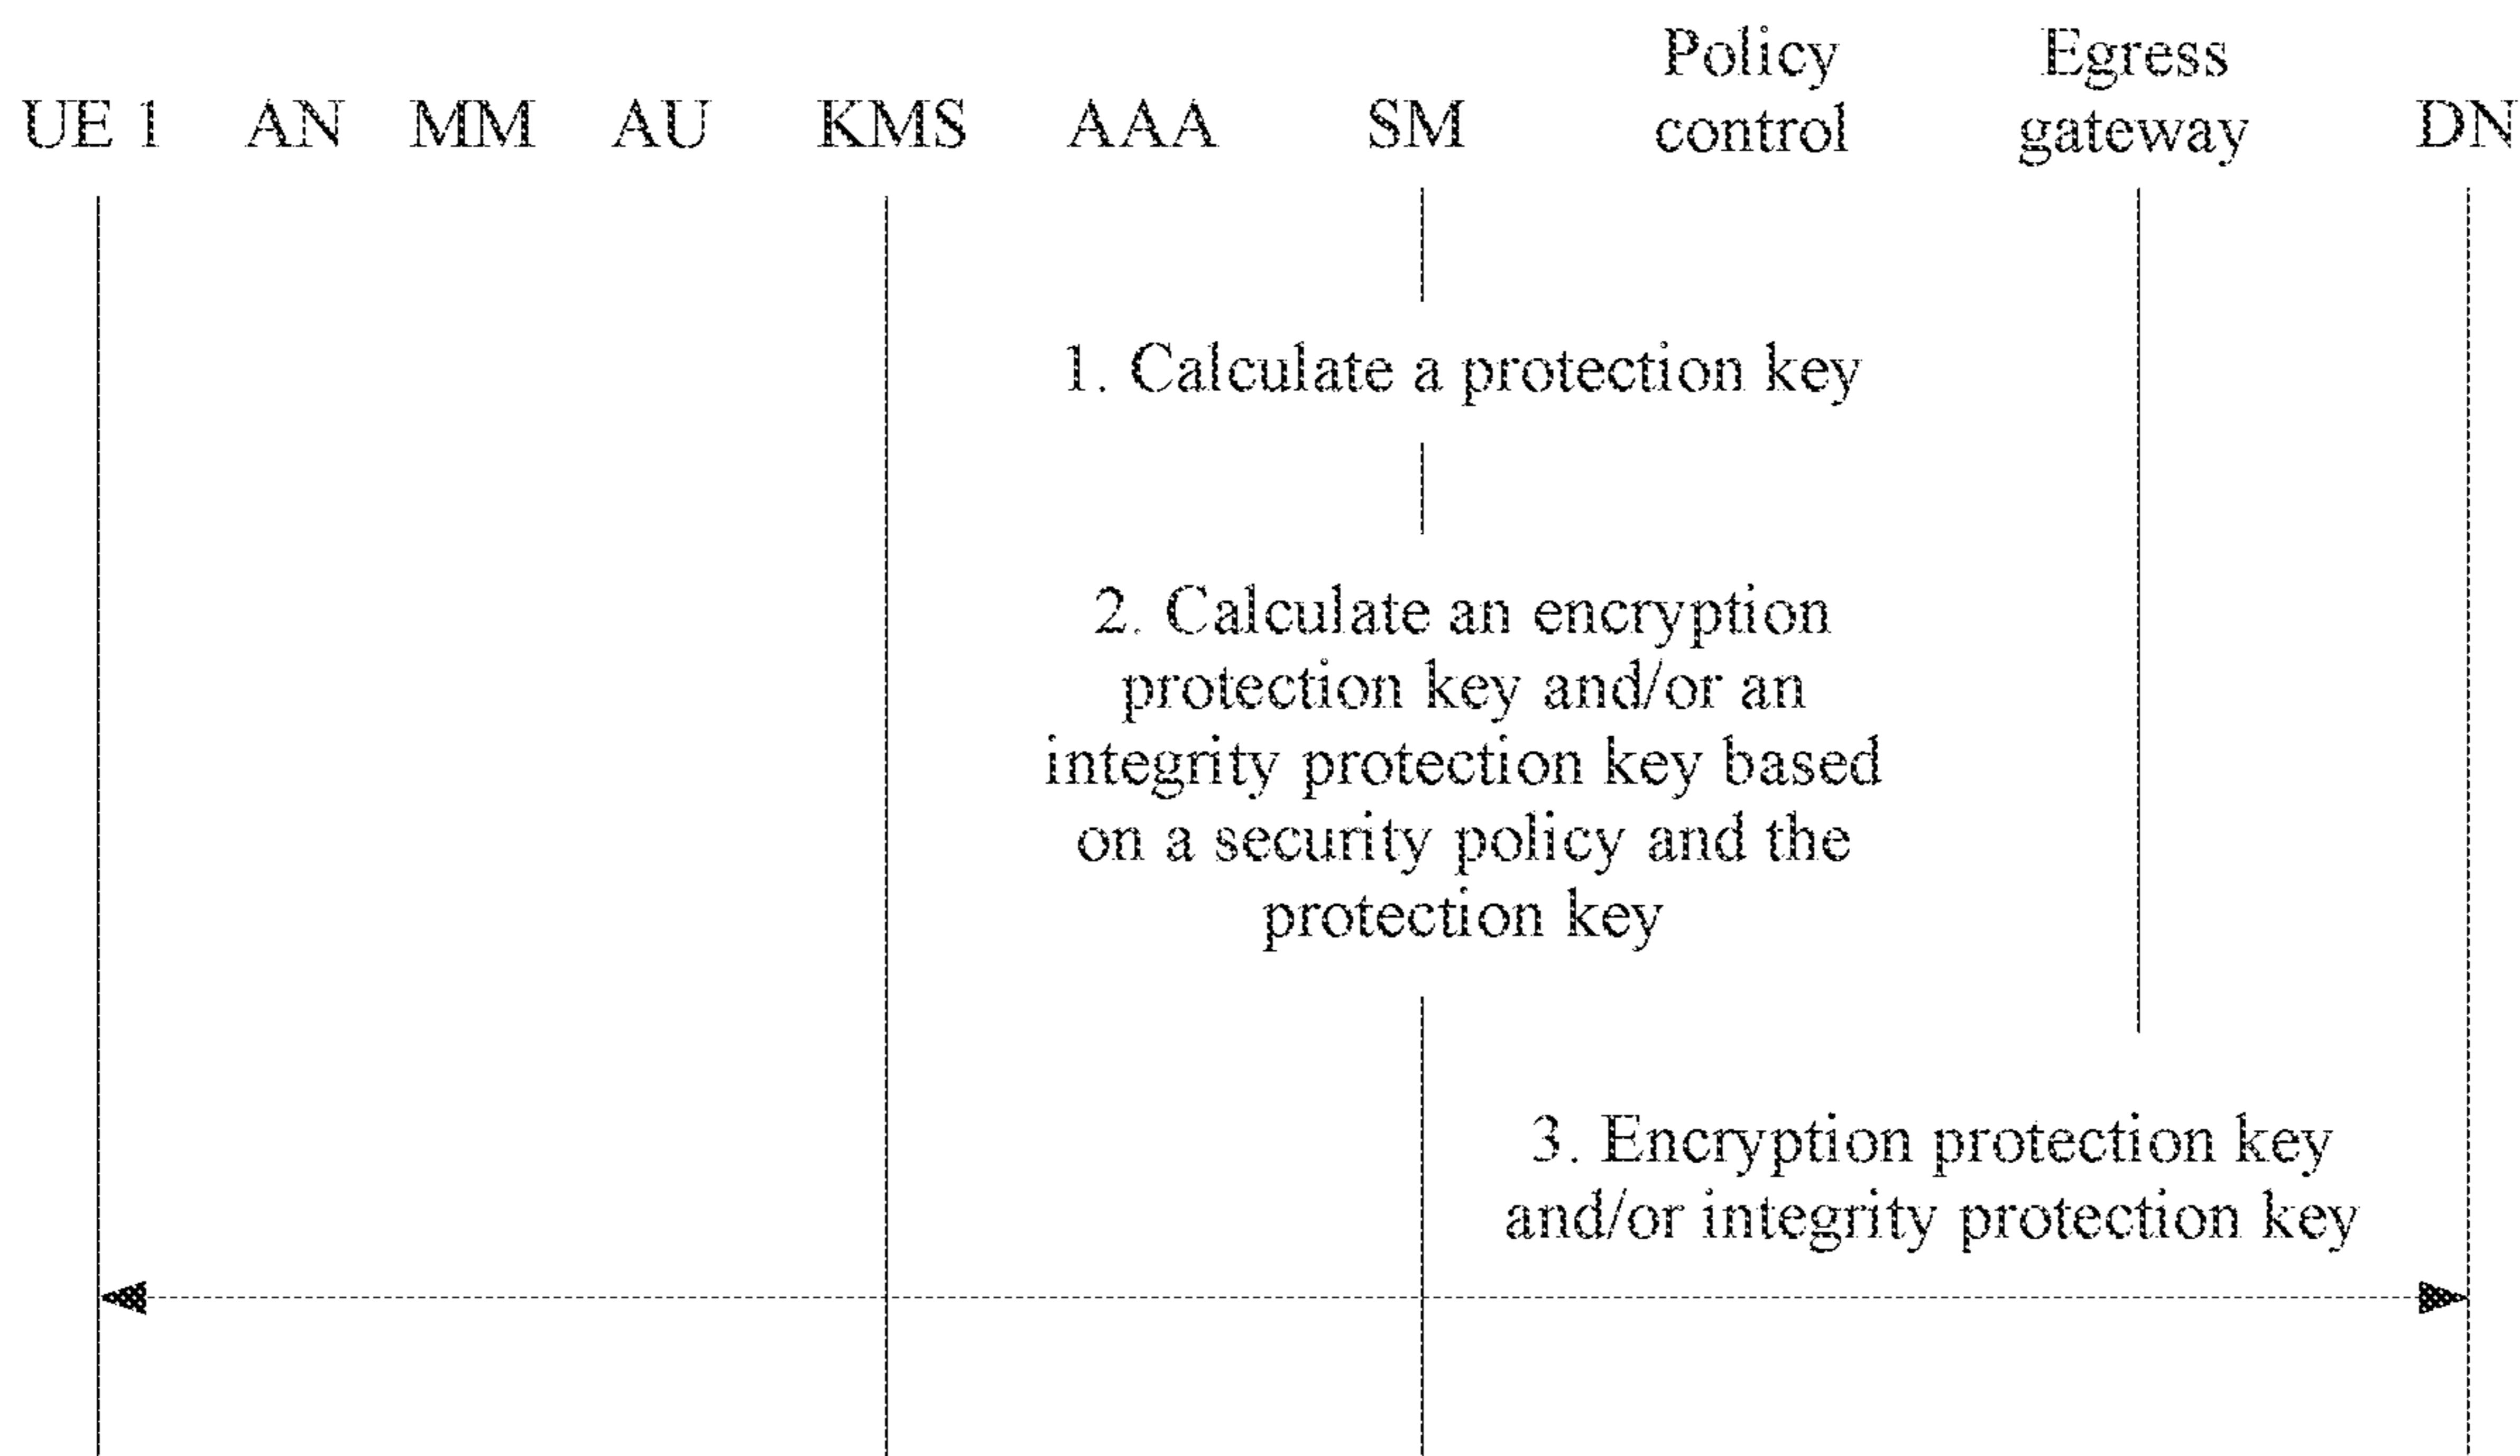 UE 1 AN MM AU KMS AAA SM Policy control Egress gateway DN
1. Calculate a protection key
2. Calculate an encryption
protection key and/or an
integrity protection key based
on a security policy and the
protection key
3. Encryption protection key
and/or integrity protection key